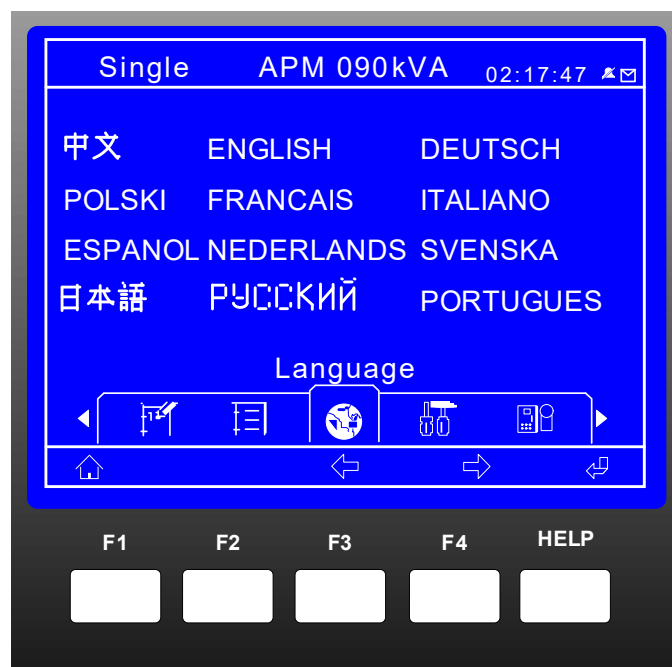 Single APM 090kVA 02:17:47
中文 ENGLISH DEUTSCH
POLSKI FRANCAIS ITALIANO
ESPANOL NEDERLANDS SVENSKA
日本語 РУССКИЙ PORTUGUES
Language
F1 F2 F3 F4 HELP